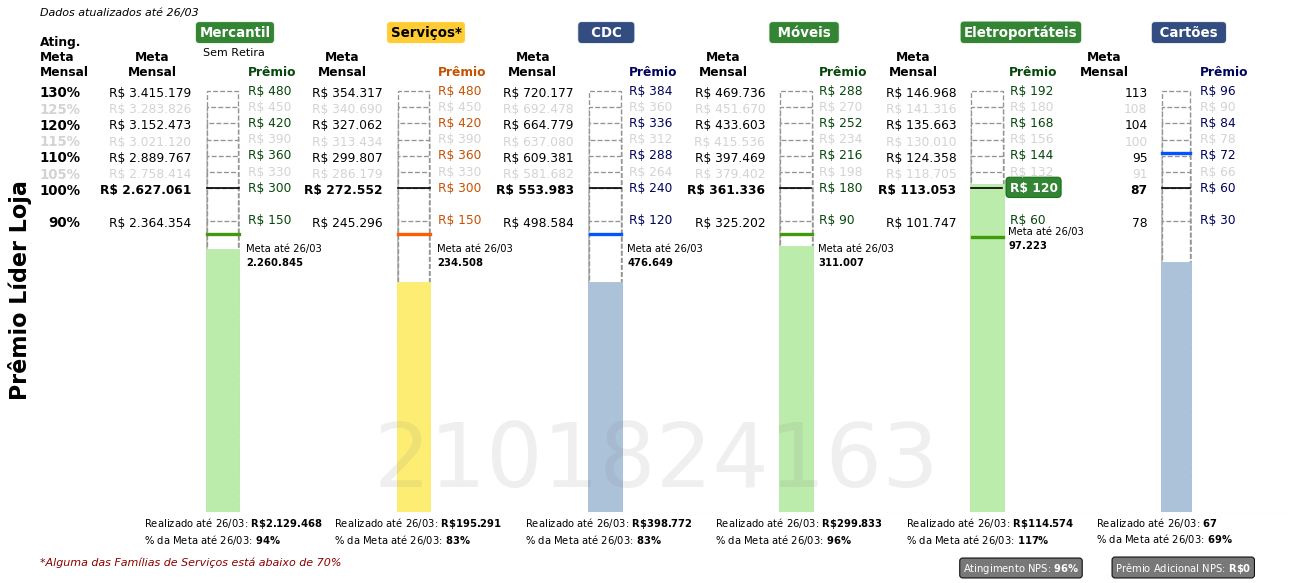 Dados atualizados até 26/03
Mercantil Serviços* CDC Móveis Eletroportáteis Cartões
Sem Retira
Ating. Meta Mensal Meta Mensal Prêmio Meta Mensal Prêmio Meta Mensal Prêmio Meta Mensal Prêmio Meta Mensal Prêmio Meta Mensal Prêmio
130% R$ 3.415.179 R$ 480 R$ 354.317 R$ 480 R$ 720.177 R$ 384 R$ 469.736 R$ 288 R$ 146.968 R$ 192 113 R$ 96
125% R$ 3.283.826 R$ 450 R$ 340.690 R$ 450 R$ 692.478 R$ 360 R$ 451.670 R$ 270 R$ 141.316 R$ 180 108 R$ 90
120% R$ 3.152.473 R$ 420 R$ 327.062 R$ 420 R$ 664.779 R$ 336 R$ 433.603 R$ 252 R$ 135.663 R$ 168 104 R$ 84
115% R$ 3.021.120 R$ 390 R$ 313.434 R$ 390 R$ 637.080 R$ 312 R$ 415.536 R$ 234 R$ 130.010 R$ 156 100 R$ 78
110% R$ 2.889.767 R$ 360 R$ 299.807 R$ 360 R$ 609.381 R$ 288 R$ 397.469 R$ 216 R$ 124.358 R$ 144 95 R$ 72
105% R$ 2.758.414 R$ 330 R$ 286.179 R$ 330 R$ 581.682 R$ 264 R$ 379.402 R$ 198 R$ 118.705 R$ 132 91 R$ 66
100% R$ 2.627.061 R$ 300 R$ 272.552 R$ 300 R$ 553.983 R$ 240 R$ 361.336 R$ 180 R$ 113.053 R$ 120 87 R$ 60
90% R$ 2.364.354 R$ 150 R$ 245.296 R$ 150 R$ 498.584 R$ 120 R$ 325.202 R$ 90 R$ 101.747 R$ 60 78 R$ 30
Meta até 26/03 Meta até 26/03 Meta até 26/03 Meta até 26/03 Meta até 26/03
2.260.845 234.508 476.649 311.007 97.223
Prêmio Líder Loja
2101824163
Realizado até 26/03: R$2.129.468 Realizado até 26/03: R$195.291 Realizado até 26/03: R$398.772 Realizado até 26/03: R$299.833 Realizado até 26/03: R$114.574 Realizado até 26/03: 67
% da Meta até 26/03: 94% % da Meta até 26/03: 83% % da Meta até 26/03: 83% % da Meta até 26/03: 96% % da Meta até 26/03: 117% % da Meta até 26/03: 69%
*Alguma das Famílias de Serviços está abaixo de 70%
Atingimento NPS: 96% Prêmio Adicional NPS: R$0